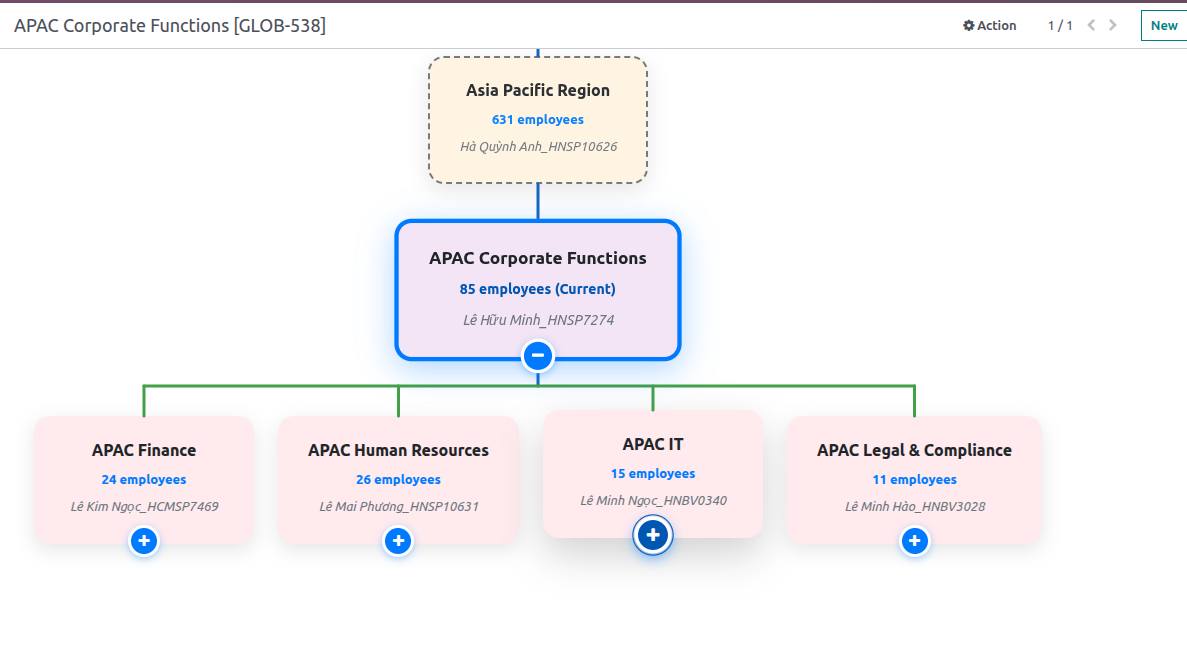 APAC Corporate Functions [GLOB-538]
Action
1 / 1
New
Asia Pacific Region
631 employees
Hà Quỳnh Anh_HNSP10626
APAC Corporate Functions
85 employees (Current)
Lê Hữu Minh_HNSP7274
APAC Finance
24 employees
Lê Kim Ngọc_HCMSP7469
APAC Human Resources
26 employees
Lê Mai Phương_HNSP10631
APAC IT
15 employees
Lê Minh Ngọc_HNBV0340
APAC Legal & Compliance
11 employees
Lê Minh Hào_HNBV3028